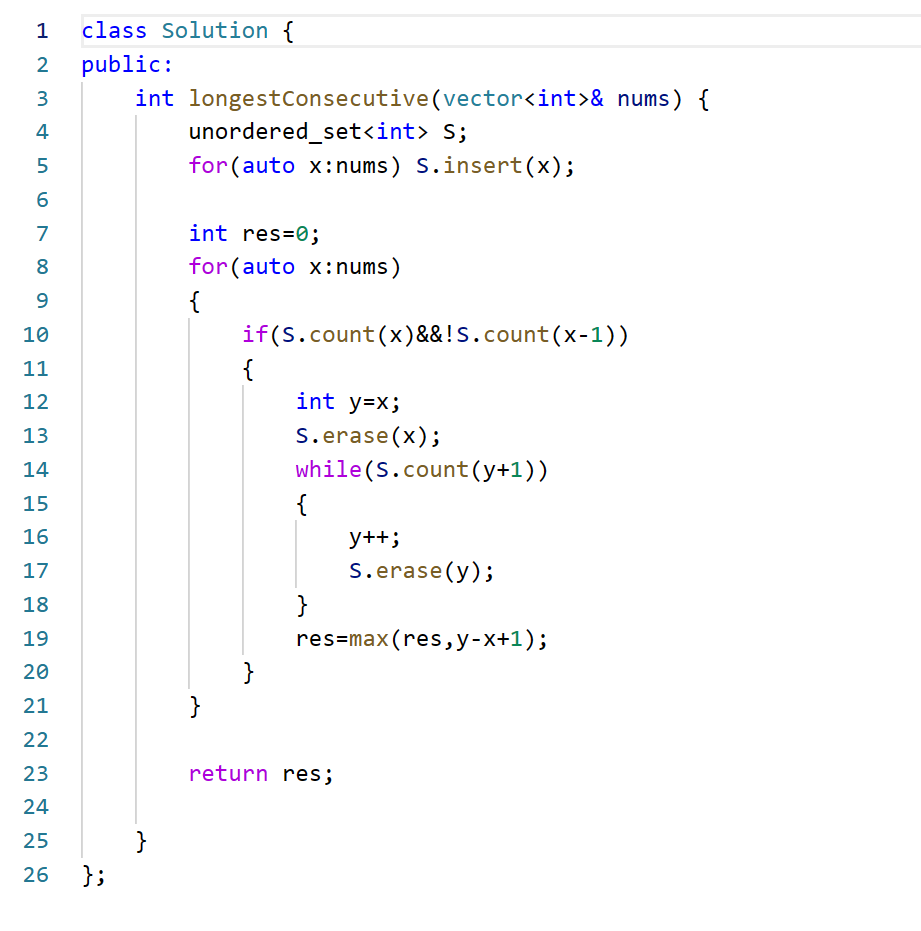 1 class Solution {
2 public:
3     int longestConsecutive(vector<int>& nums) {
4         unordered_set<int> S;
5         for(auto x:nums) S.insert(x);
6
7         int res=0;
8         for(auto x:nums)
9         {
10             if(S.count(x)&&!S.count(x-1))
11             {
12                 int y=x;
13                 S.erase(x);
14                 while(S.count(y+1))
15                 {
16                     y++;
17                     S.erase(y);
18                 }
19                 res=max(res,y-x+1);
20             }
21         }
22
23         return res;
24
25     }
26 };